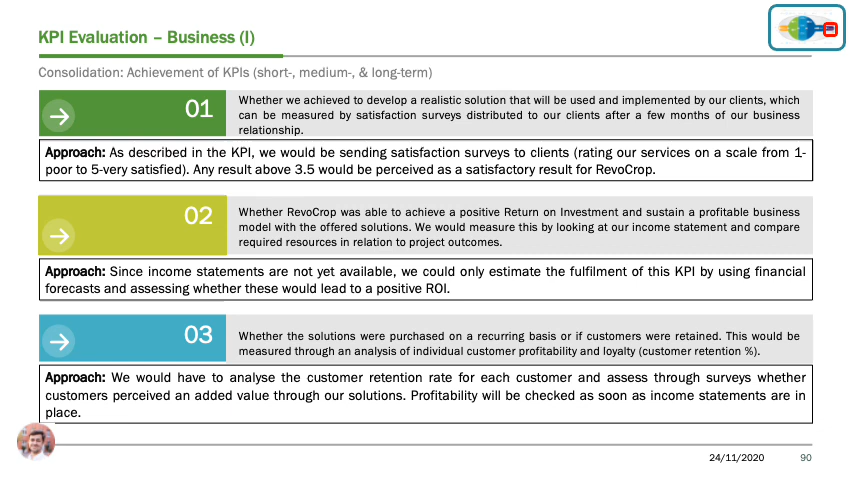 KPI Evaluation – Business (I)
Consolidation: Achievement of KPIs (short-, medium-, & long-term)
01
Whether we achieved to develop a realistic solution that will be used and implemented by our clients, which
can be measured by satisfaction surveys distributed to our clients after a few months of our business
relationship.
Approach: As described in the KPI, we would be sending satisfaction surveys to clients (rating our services on a scale from 1-
poor to 5-very satisfied). Any result above 3.5 would be perceived as a satisfactory result for RevoCrop.
02
Whether RevoCrop was able to achieve a positive Return on Investment and sustain a profitable business
model with the offered solutions. We would measure this by looking at our income statement and compare
required resources in relation to project outcomes.
Approach: Since income statements are not yet available, we could only estimate the fulfilment of this KPI by using financial
forecasts and assessing whether these would lead to a positive ROI.
03
Whether the solutions were purchased on a recurring basis or if customers were retained. This would be
measured through an analysis of individual customer profitability and loyalty (customer retention %).
Approach: We would have to analyse the customer retention rate for each customer and assess through surveys whether
customers perceived an added value through our solutions. Profitability will be checked as soon as income statements are in
place.
24/11/2020
90